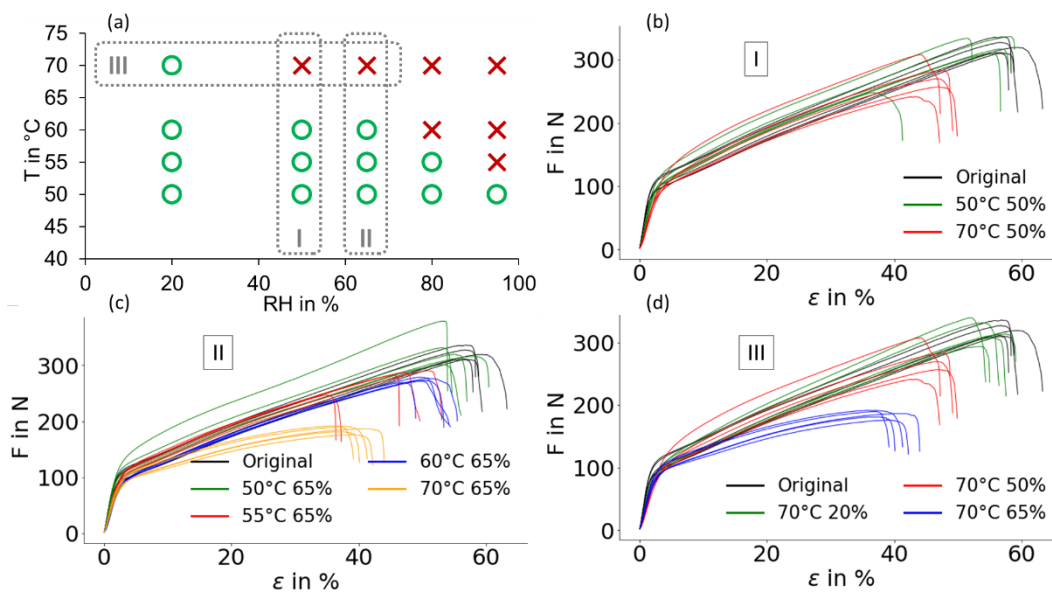 (a)
III
T in °C
70
65
60
55
50
45
40
I
II
0
20
40
60
80
100
RH in %
(b)
I
F in N
300
200
100
0
Original
50°C 50%
70°C 50%
0
20
40
60
ε in %
(c)
II
F in N
300
200
100
0
Original
50°C 65%
55°C 65%
60°C 65%
70°C 65%
0
20
40
60
ε in %
(d)
III
F in N
300
200
100
0
Original
70°C 20%
70°C 50%
70°C 65%
0
20
40
60
ε in %